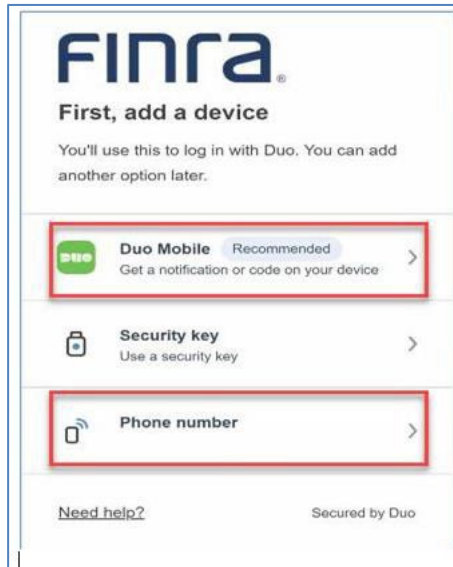 FINRA®
First, add a device
You'll use this to log in with Duo. You can add
another option later.
DUO
Duo Mobile Recommended
Get a notification or code on your device
Security key
Use a security key
Phone number
Need help? Secured by Duo